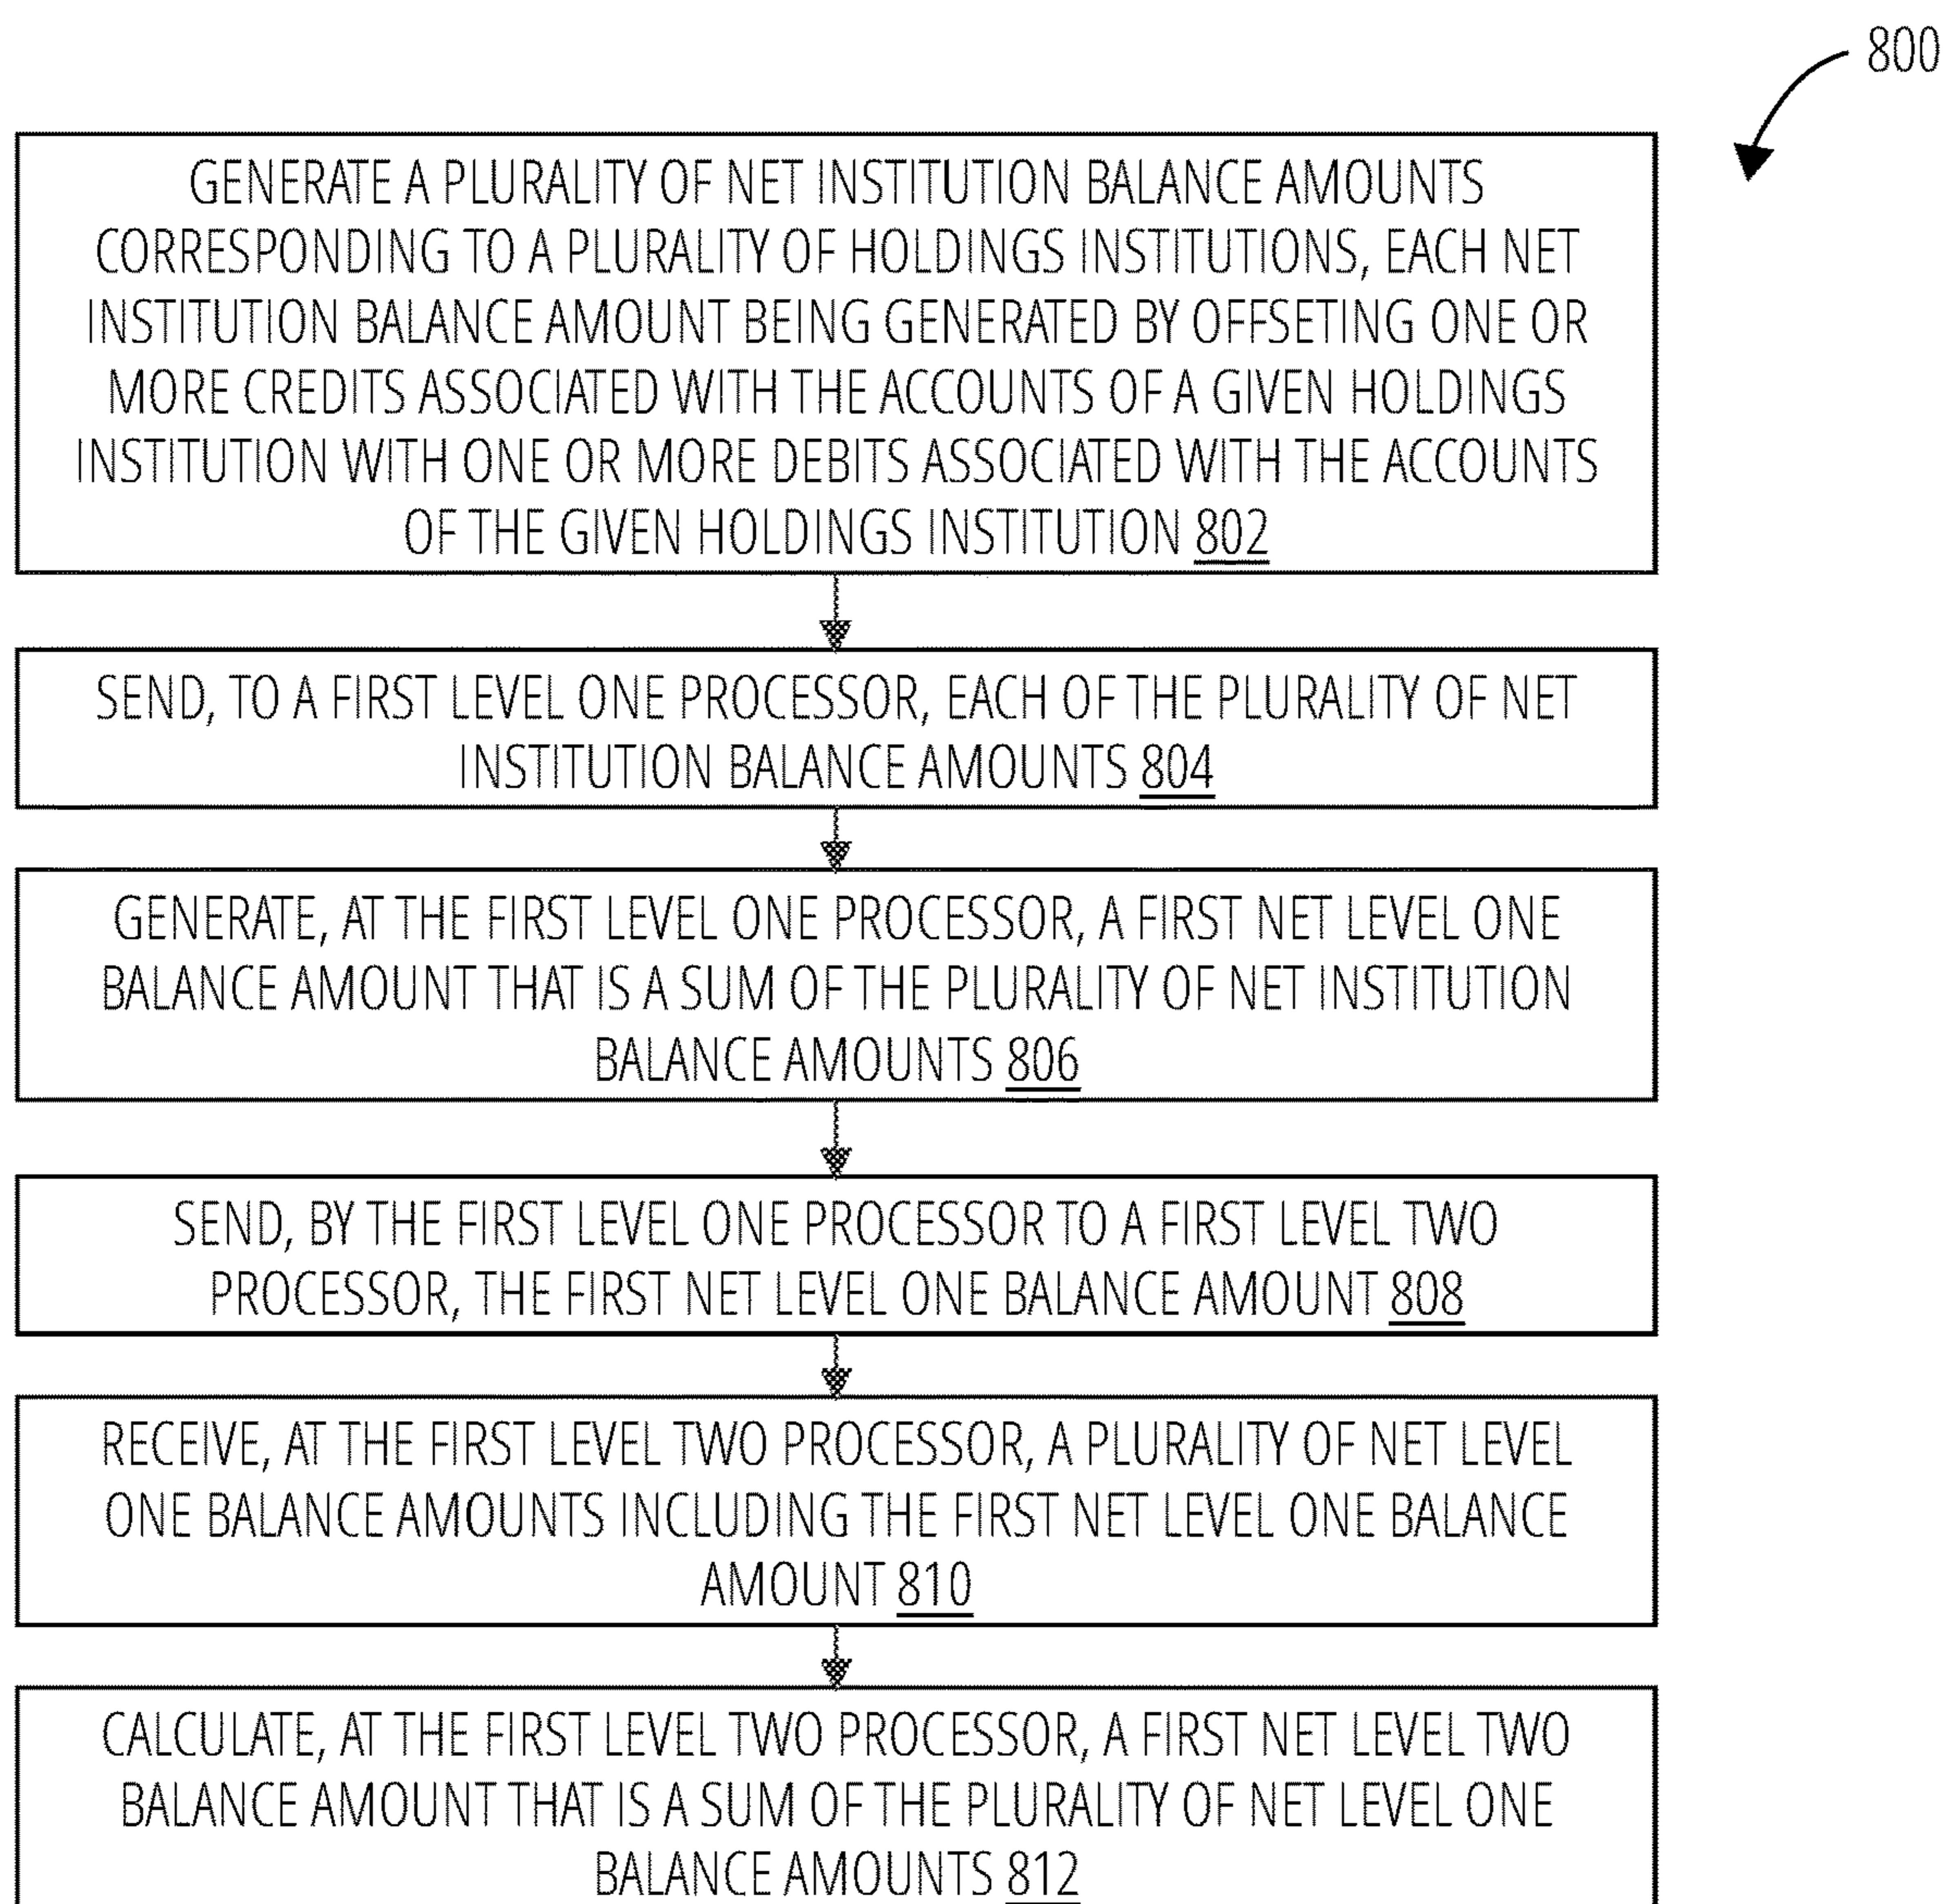 800
GENERATE A PLURALITY OF NET INSTITUTION BALANCE AMOUNTS
CORRESPONDING TO A PLURALITY OF HOLDINGS INSTITUTIONS, EACH NET
INSTITUTION BALANCE AMOUNT BEING GENERATED BY OFFSETING ONE OR
MORE CREDITS ASSOCIATED WITH THE ACCOUNTS OF A GIVEN HOLDINGS
INSTITUTION WITH ONE OR MORE DEBITS ASSOCIATED WITH THE ACCOUNTS
OF THE GIVEN HOLDINGS INSTITUTION 802
SEND, TO A FIRST LEVEL ONE PROCESSOR, EACH OF THE PLURALITY OF NET
INSTITUTION BALANCE AMOUNTS 804
GENERATE, AT THE FIRST LEVEL ONE PROCESSOR, A FIRST NET LEVEL ONE
BALANCE AMOUNT THAT IS A SUM OF THE PLURALITY OF NET INSTITUTION
BALANCE AMOUNTS 806
SEND, BY THE FIRST LEVEL ONE PROCESSOR TO A FIRST LEVEL TWO
PROCESSOR, THE FIRST NET LEVEL ONE BALANCE AMOUNT 808
RECEIVE, AT THE FIRST LEVEL TWO PROCESSOR, A PLURALITY OF NET LEVEL
ONE BALANCE AMOUNTS INCLUDING THE FIRST NET LEVEL ONE BALANCE
AMOUNT 810
CALCULATE, AT THE FIRST LEVEL TWO PROCESSOR, A FIRST NET LEVEL TWO
BALANCE AMOUNT THAT IS A SUM OF THE PLURALITY OF NET LEVEL ONE
BALANCE AMOUNTS 812